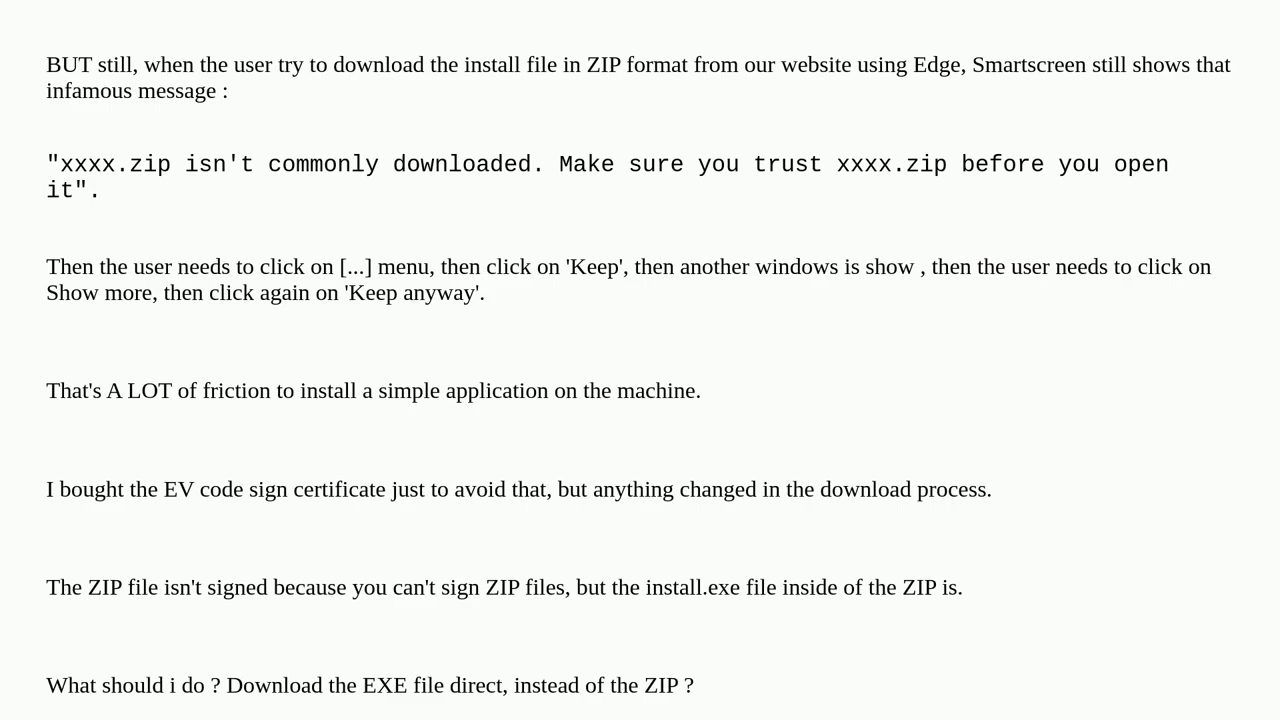 BUT still, when the user try to download the install file in ZIP format from our website using Edge, Smartscreen still shows that
infamous message :
"xxxx.zip isn't commonly downloaded. Make sure you trust xxxx.zip before you open
it".
Then the user needs to click on [...] menu, then click on 'Keep', then another windows is show , then the user needs to click on
Show more, then click again on 'Keep anyway'.
That's A LOT of friction to install a simple application on the machine.
I bought the EV code sign certificate just to avoid that, but anything changed in the download process.
The ZIP file isn't signed because you can't sign ZIP files, but the install.exe file inside of the ZIP is.
What should i do ? Download the EXE file direct, instead of the ZIP ?